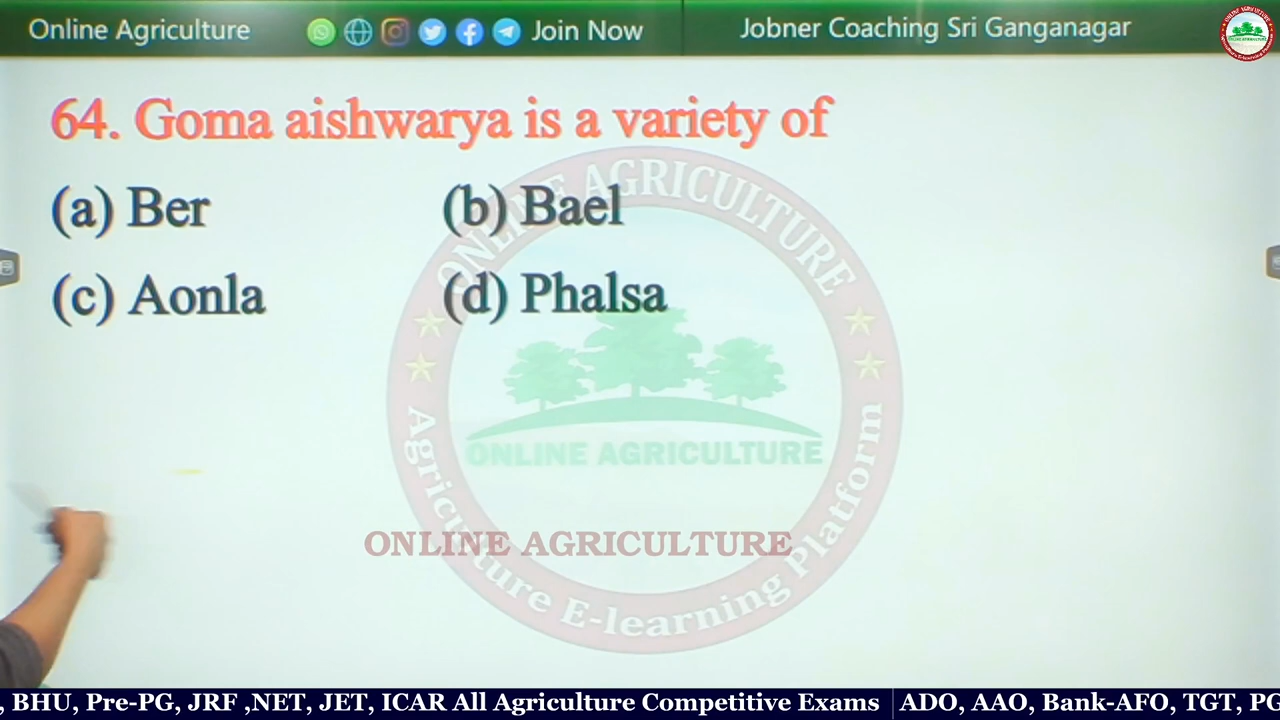 Online Agriculture Join Now Jobner Coaching Sri Ganganagar
64. Goma aishwarya is a variety of
(a) Ber (b) Bael
(c) Aonla (d) Phalsa
ONLINE AGRICULTURE
ONLINE AGRICULTURE
Agriculture E-learning Platform
ONLINE AGRICULTURE
, BHU, Pre-PG, JRF ,NET, JET, ICAR All Agriculture Competitive Exams ADO, AAO, Bank-AFO, TGT, PG